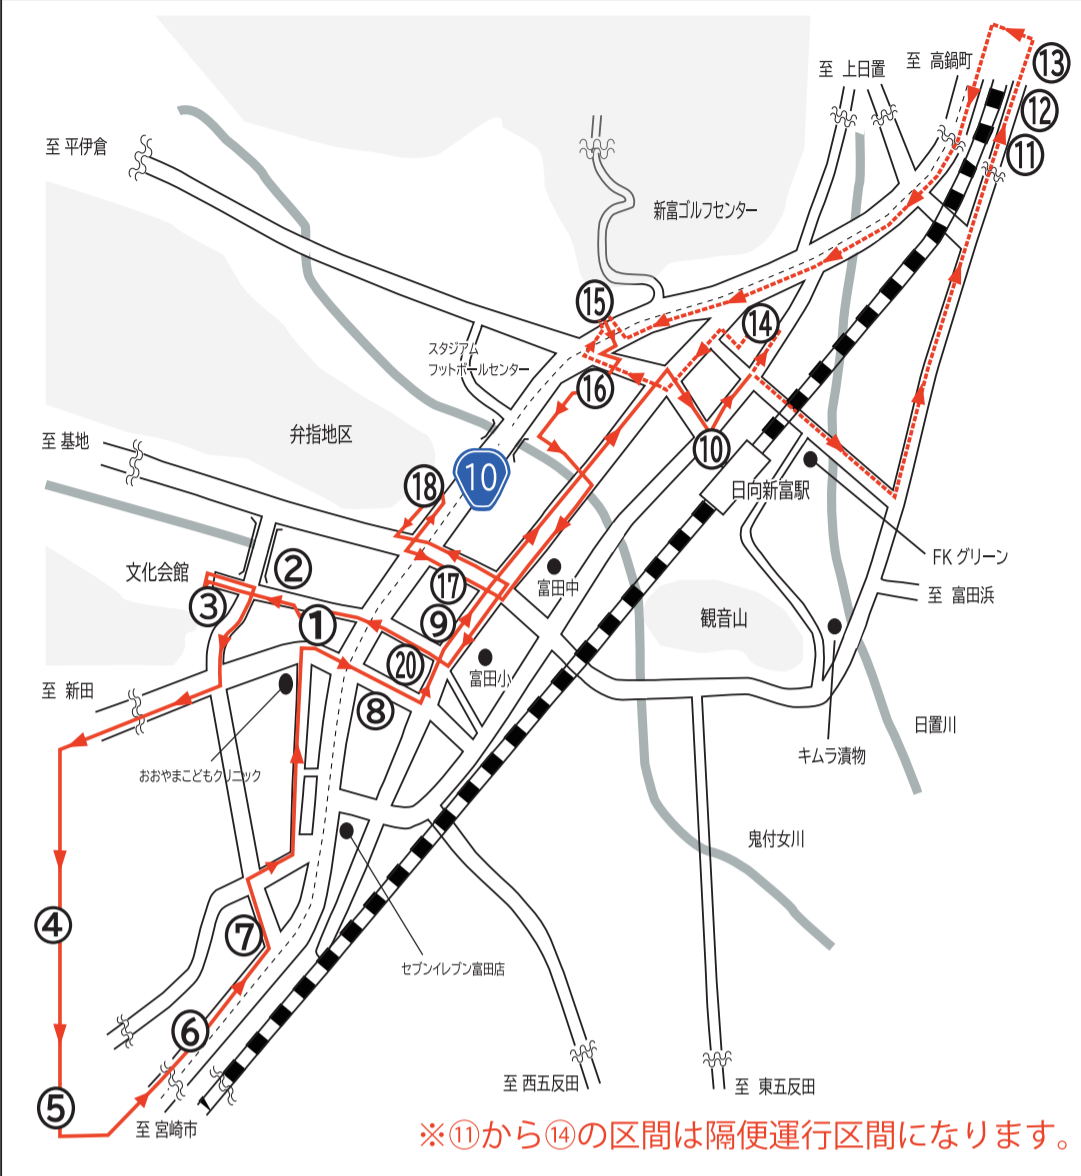 至 高鍋町
⑬
至 上日置
⑫
至 平伊倉
⑪
新富ゴルフセンター
⑮
⑭
スタジアム
フットボールセンター
⑯
弁指地区
至 基地
⑩
10
⑱
日向新富駅
FK グリーン
文化会館
②
⑰
富田中
③
至 富田浜
①
⑨
観音山
⑳
富田小
至 新田
⑧
日置川
おおやまこどもクリニック
キムラ漬物
鬼付女川
④
⑦
セブンイレブン富田店
⑥
至 西五反田
至 東五反田
⑤
至 宮崎市
※⑪から⑭の区間は隔便運行区間になります。